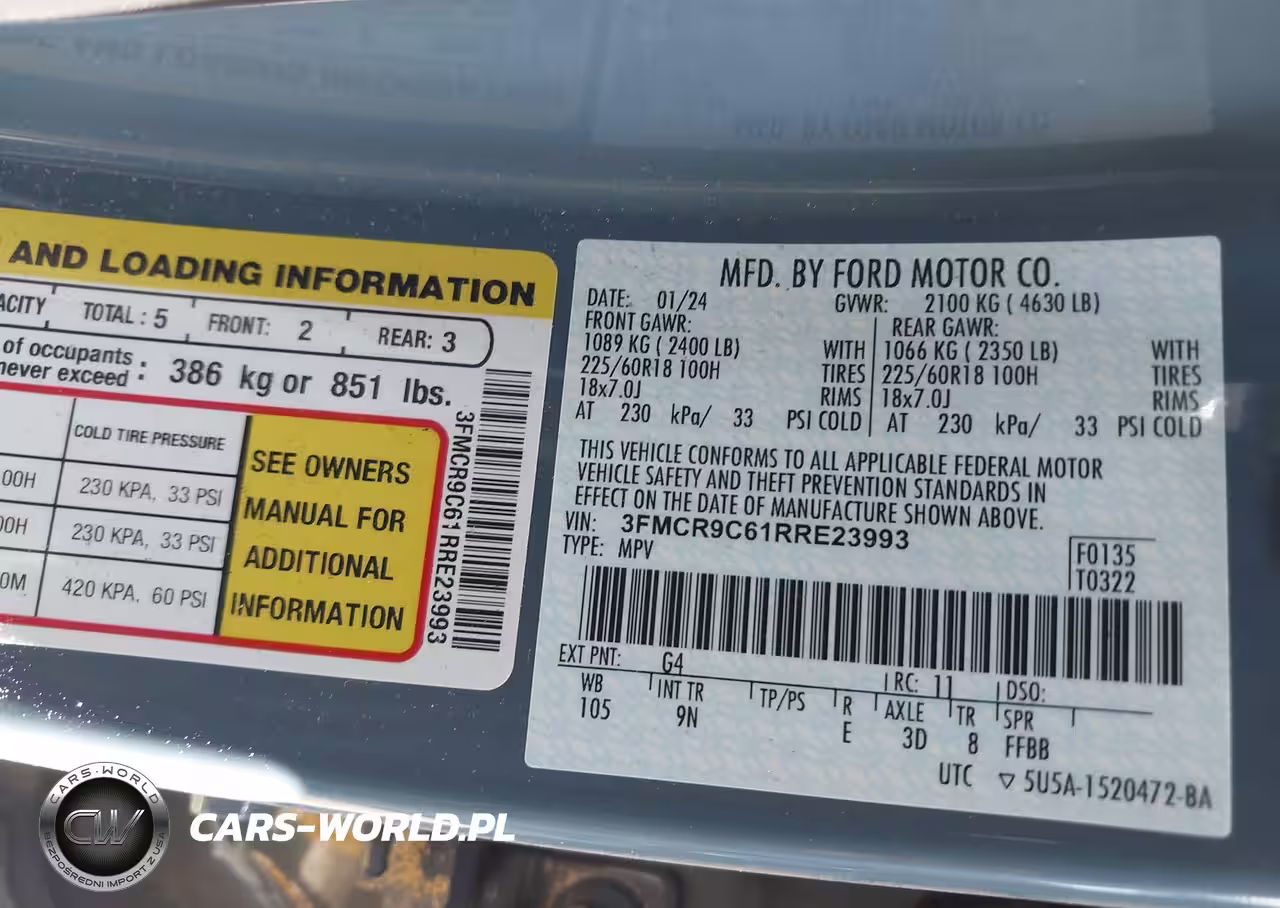 AND LOADING INFORMATION
ACITY TOTAL : 5 FRONT: 2 REAR: 3
of occupants
never exceed : 386 kg or 851 lbs.
COLD TIRE PRESSURE
00H 230 KPA, 33 PSI
00H 230 KPA, 33 PSI
0M 420 KPA, 60 PSI
SEE OWNERS
MANUAL FOR
ADDITIONAL
INFORMATION
3FMCR9C61RRE23993
MFD. BY FORD MOTOR CO.
DATE: 01/24 GVWR: 2100 KG ( 4630 LB)
FRONT GAWR: REAR GAWR:
1089 KG ( 2400 LB) WITH 1066 KG ( 2350 LB) WITH
225/60R18 100H TIRES 225/60R18 100H TIRES
18x7.0J RIMS 18x7.0J RIMS
AT 230 kPa/ 33 PSI COLD AT 230 kPa/ 33 PSI COLD
THIS VEHICLE CONFORMS TO ALL APPLICABLE FEDERAL MOTOR
VEHICLE SAFETY AND THEFT PREVENTION STANDARDS IN
EFFECT ON THE DATE OF MANUFACTURE SHOWN ABOVE.
VIN: 3FMCR9C61RRE23993
TYPE: MPV
F0135
T0322
EXT PNT: G4 RC: 11 DSO:
WB INT TR TP/PS R AXLE TR SPR
105 9N E 3D 8 FFBB
UTC ▽ 5U5A-1520472-BA
CARS-WORLD
CW
BEZPOŚREDNI IMPORT Z USA
CARS-WORLD.PL